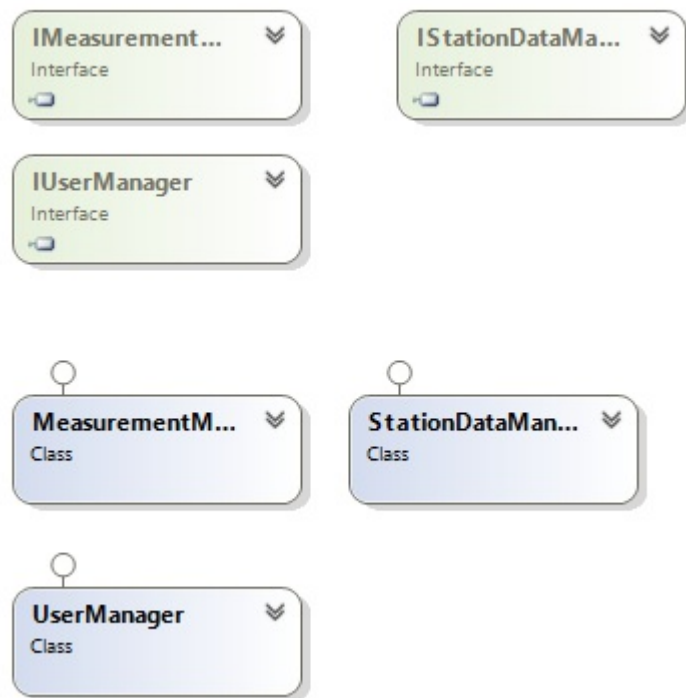 IMeasurement...
Interface
IStationDataMa...
Interface
IUserManager
Interface
MeasurementM...
Class
StationDataMan...
Class
UserManager
Class